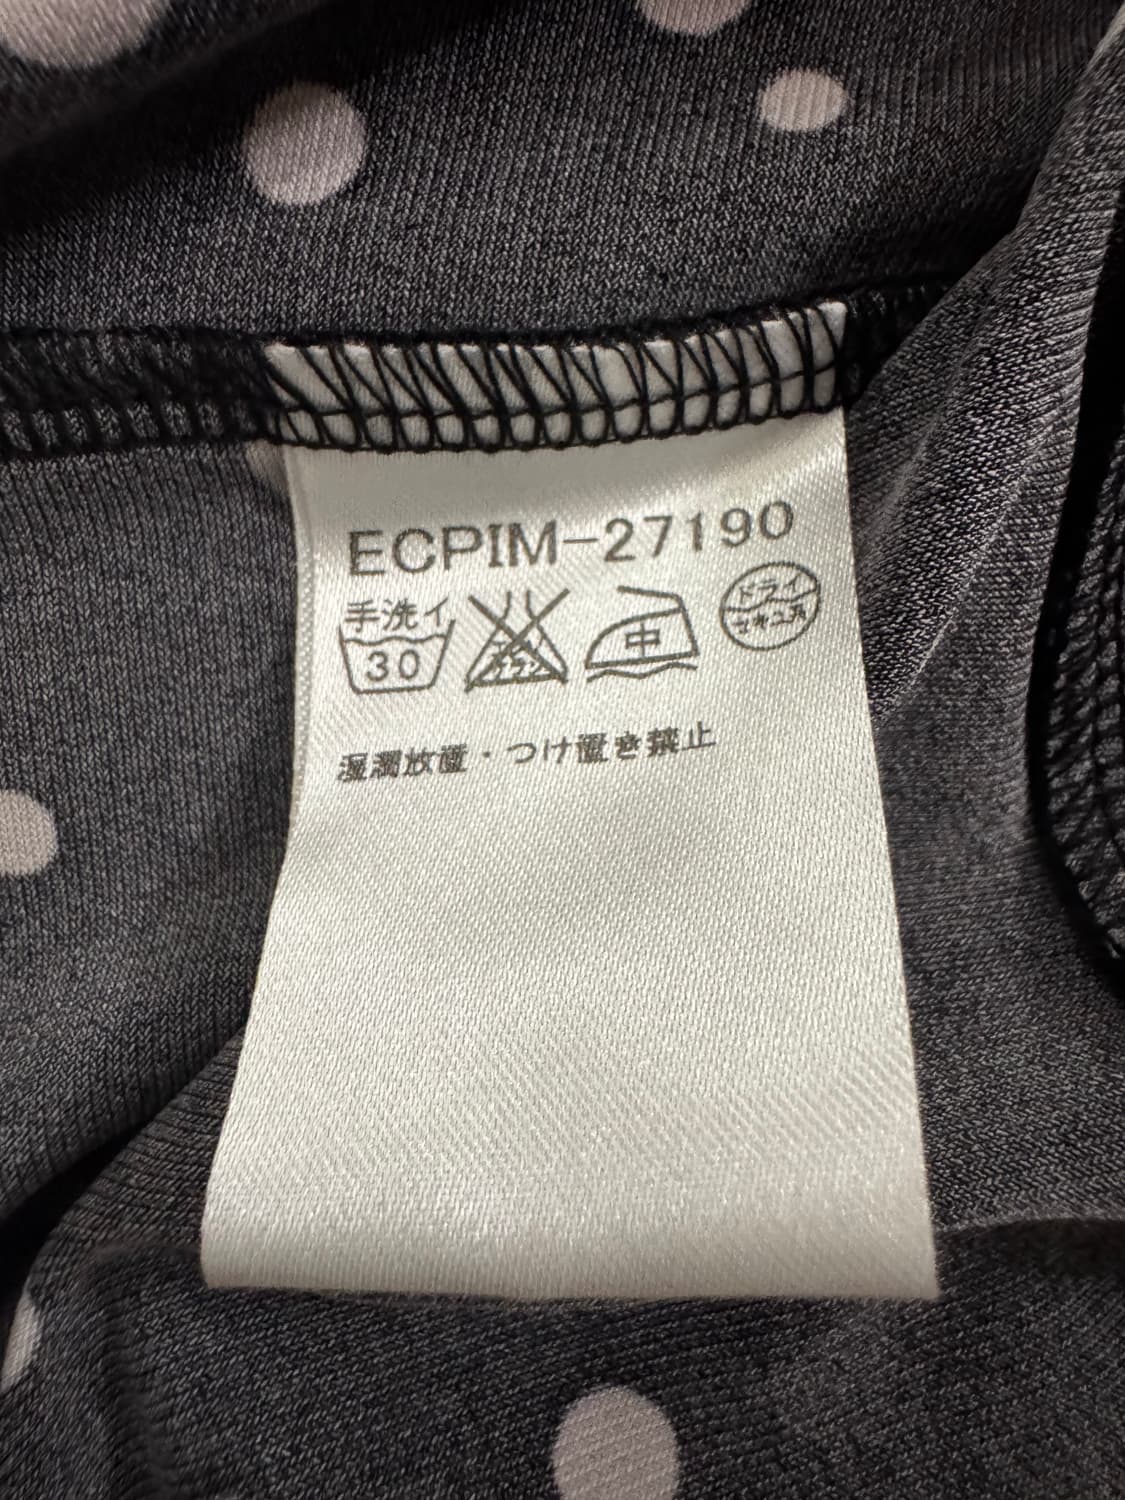 ECPIM-27190
手洗イ 30 中 ドライ セキユ系
湿潤放置・つけ置き禁止